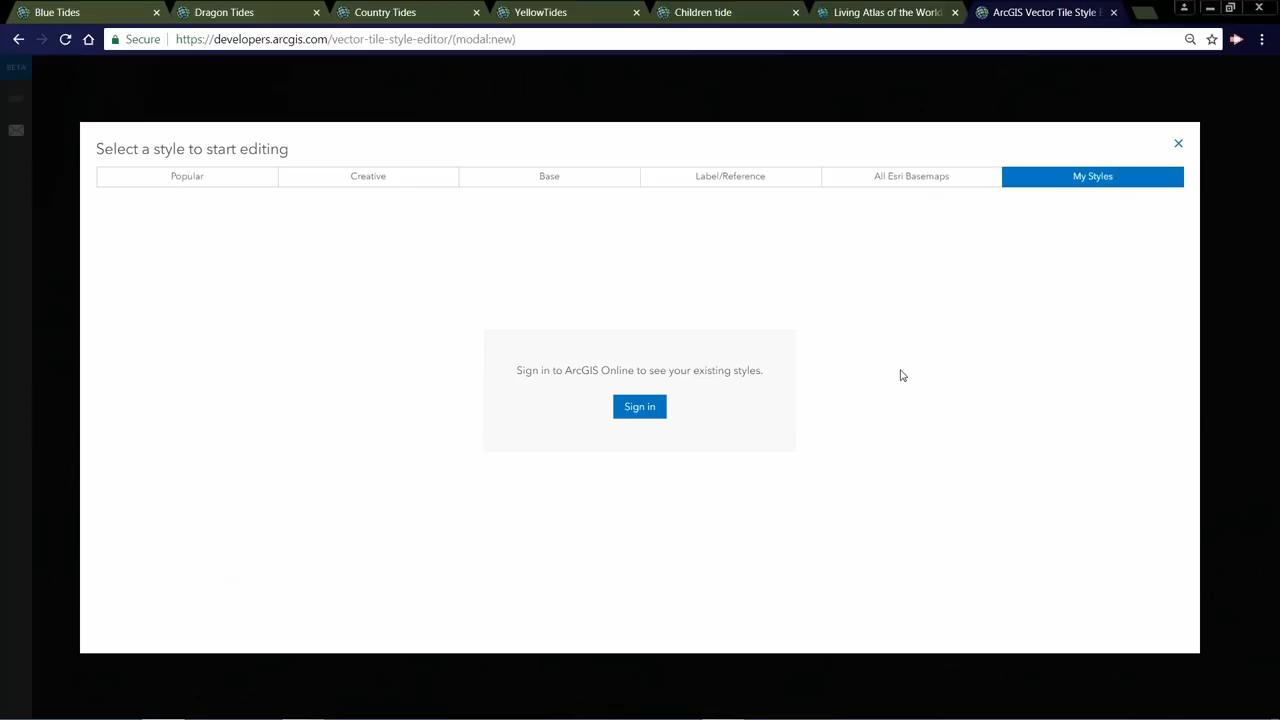 Blue Tides Dragon Tides Country Tides YellowTides Children tide Living Atlas of the World ArcGIS Vector Tile Style E
Secure https://developers.arcgis.com/vector-tile-style-editor/(modal:new)
BETA
Select a style to start editing
Popular Creative Base Label/Reference All Esri Basemaps My Styles
Sign in to ArcGIS Online to see your existing styles.
Sign in